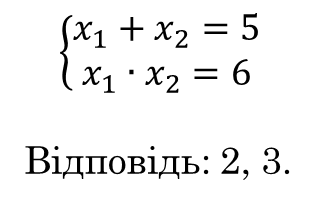 x₁ + x₂ = 5
x₁ · x₂ = 6
Відповідь: 2, 3.